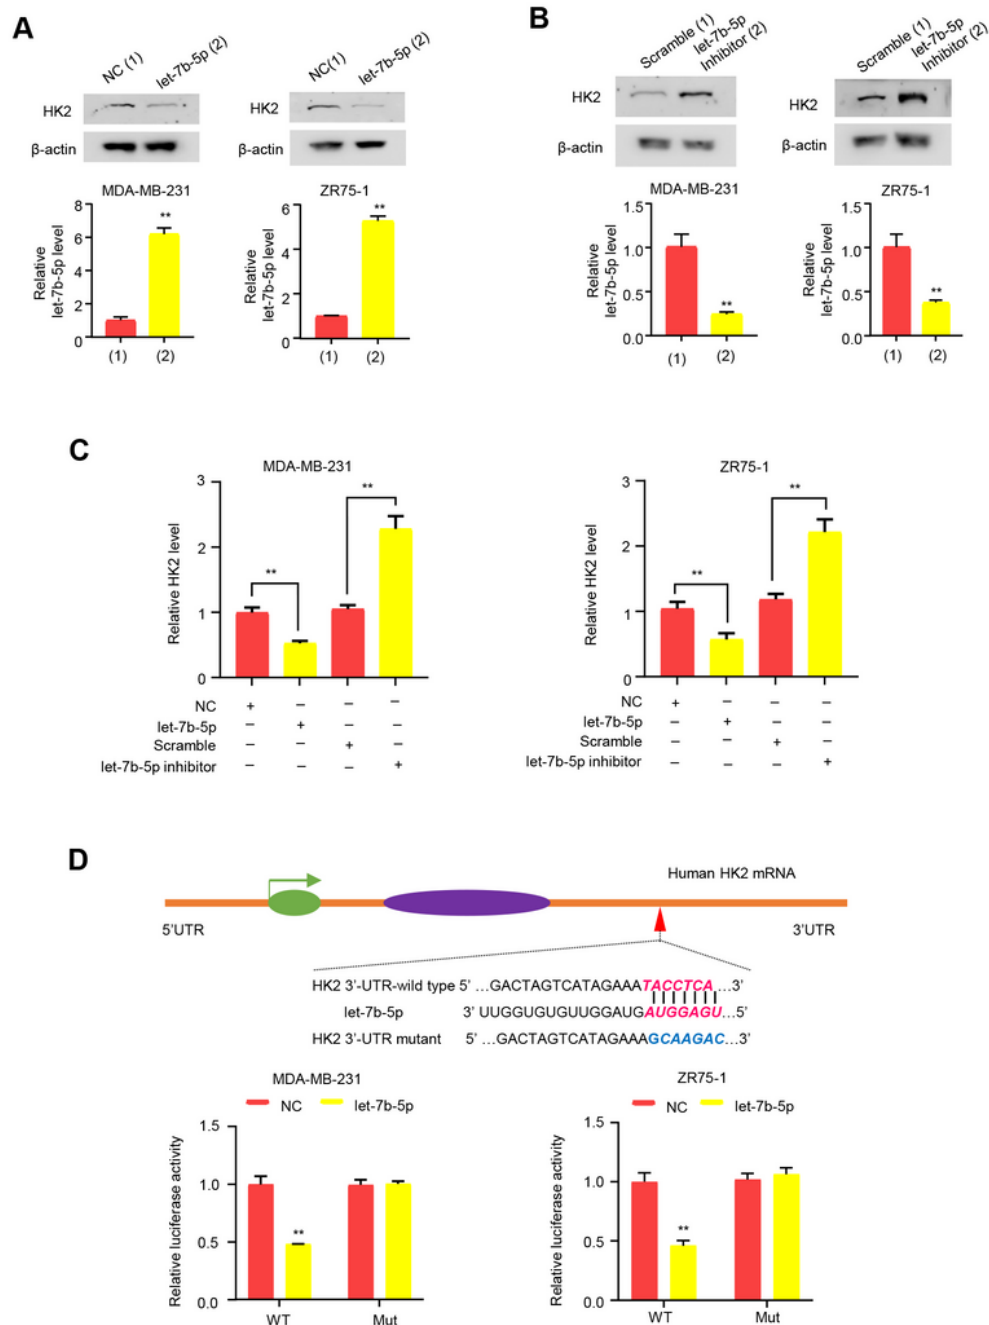 A
NC (1)
let-7b-5p (2)
NC(1)
let-7b-5p (2)
HK2
HK2
β-actin
β-actin
MDA-MB-231
ZR75-1
Relative
let-7b-5p level
8
6
4
2
0
**
(1)
(2)
Relative
let-7b-5p level
6
4
2
0
**
(1)
(2)
B
Scramble (1)
let-7b-5p
Inhibitor (2)
Scramble (1)
let-7b-5p
Inhibitor (2)
HK2
HK2
β-actin
β-actin
MDA-MB-231
ZR75-1
Relative
let-7b-5p level
1.5
1.0
0.5
0.0
**
(1)
(2)
Relative
let-7b-5p level
1.5
1.0
0.5
0.0
**
(1)
(2)
C
MDA-MB-231
Relative HK2 level
3
2
1
0
**
**
NC + – – –
let-7b-5p – + – –
Scramble – – + –
let-7b-5p inhibitor – – – +
ZR75-1
Relative HK2 level
3
2
1
0
**
**
NC + – – –
let-7b-5p – + – –
Scramble – – + –
let-7b-5p inhibitor – – – +
D
Human HK2 mRNA
5'UTR
3'UTR
HK2 3'-UTR-wild type 5' ...GACTAGTCATAGAAATACCTCA...3'
let-7b-5p 3' UUGGUGUGUUGGAUGAUGGAGU...5'
HK2 3'-UTR mutant 5' ...GACTAGTCATAGAAAGCAAGAC...3'
MDA-MB-231
NC let-7b-5p
Relative luciferase activity
1.5
1.0
0.5
0.0
**
WT
Mut
ZR75-1
NC let-7b-5p
Relative luciferase activity
1.5
1.0
0.5
0.0
**
WT
Mut